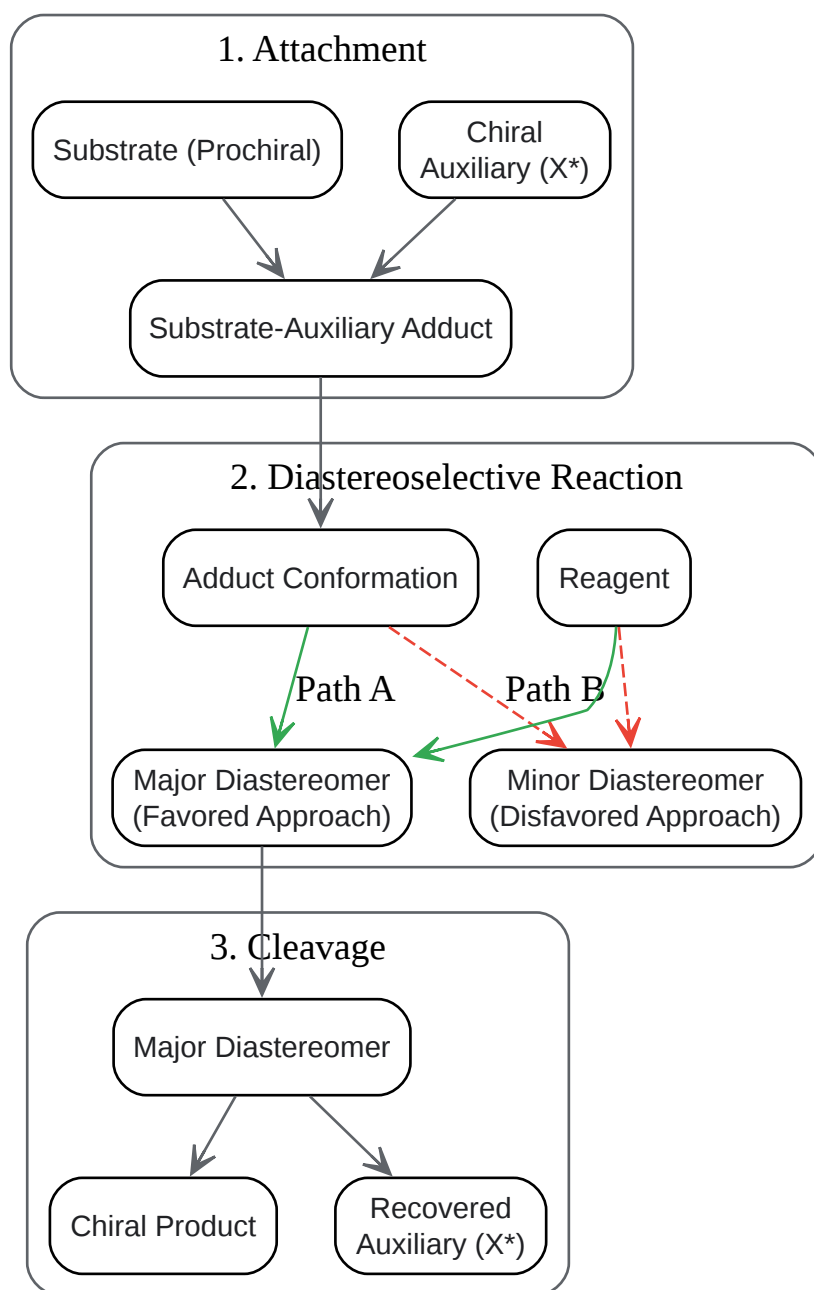 1. Attachment
Substrate (Prochiral)
Chiral
Auxiliary (X*)
Substrate-Auxiliary Adduct
2. Diastereoselective Reaction
Adduct Conformation
Reagent
Path A
Path B
Major Diastereomer
(Favored Approach)
Minor Diastereomer
(Disfavored Approach)
3. Cleavage
Major Diastereomer
Chiral Product
Recovered
Auxiliary (X*)